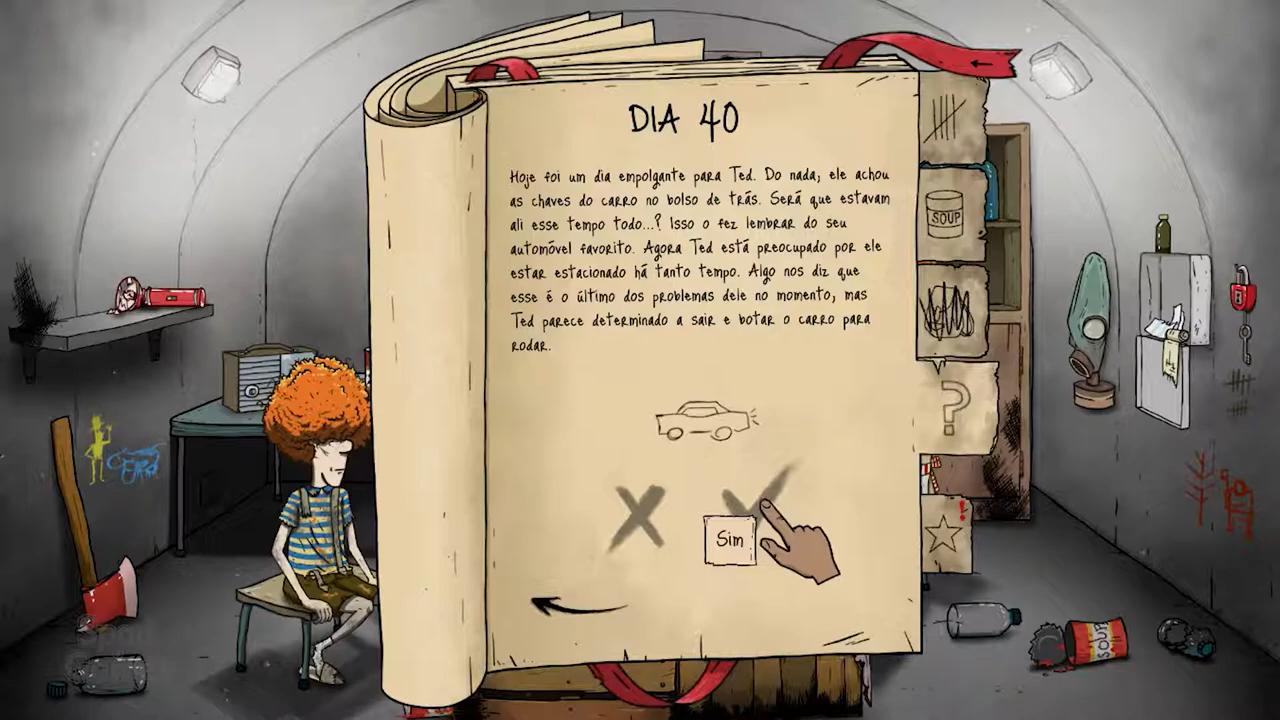 DIA 40
Hoje foi um dia empolgante para Ted. Do nada, ele achou
as chaves do carro no bolso de trás. Será que estavam
ali esse tempo todo...? Isso o fez lembrar do seu
automóvel favorito. Agora Ted está preocupado por ele
estar estacionado há tanto tempo. Algo nos diz que
esse é o último dos problemas dele no momento, mas
Ted parece determinado a sair e botar o carro para
rodar.
Sim
SOUP
?
!
SOUP